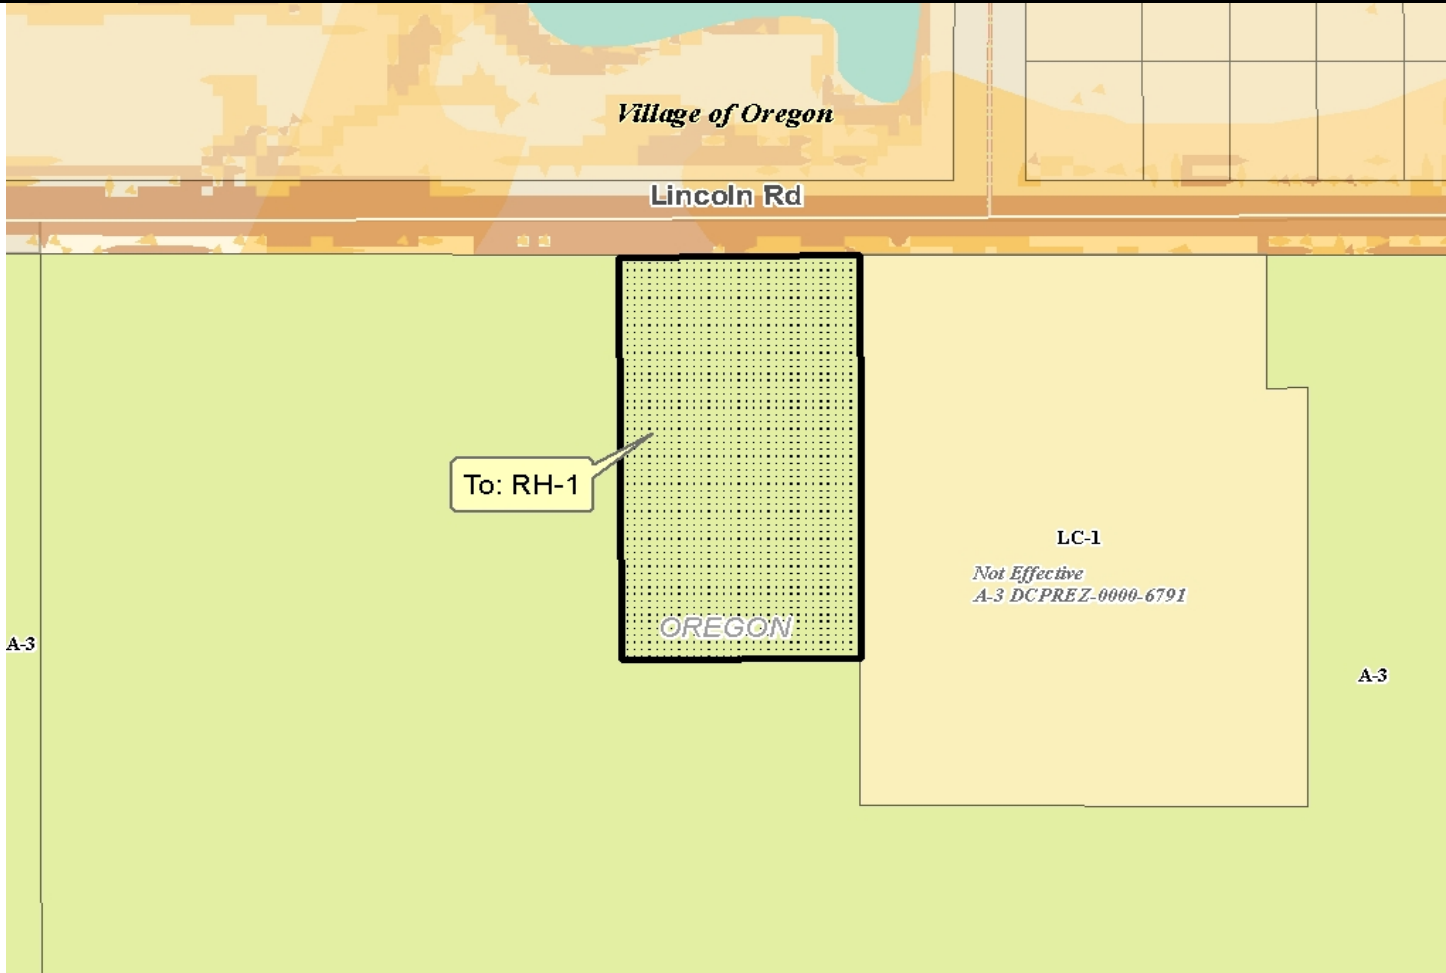 Village of Oregon
Lincoln Rd
To: RH-1
LC-1
Not Effective
A-3 DCPREZ-0000-6791
OREGON
A-3
A-3